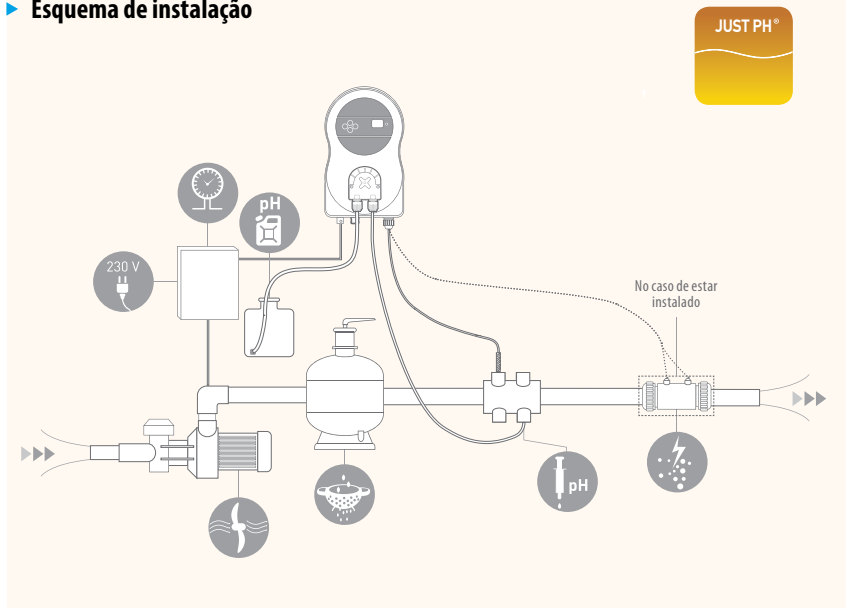 Esquema de instalação
JUST PH®
pH
230 V
No caso de estar
instalado
pH